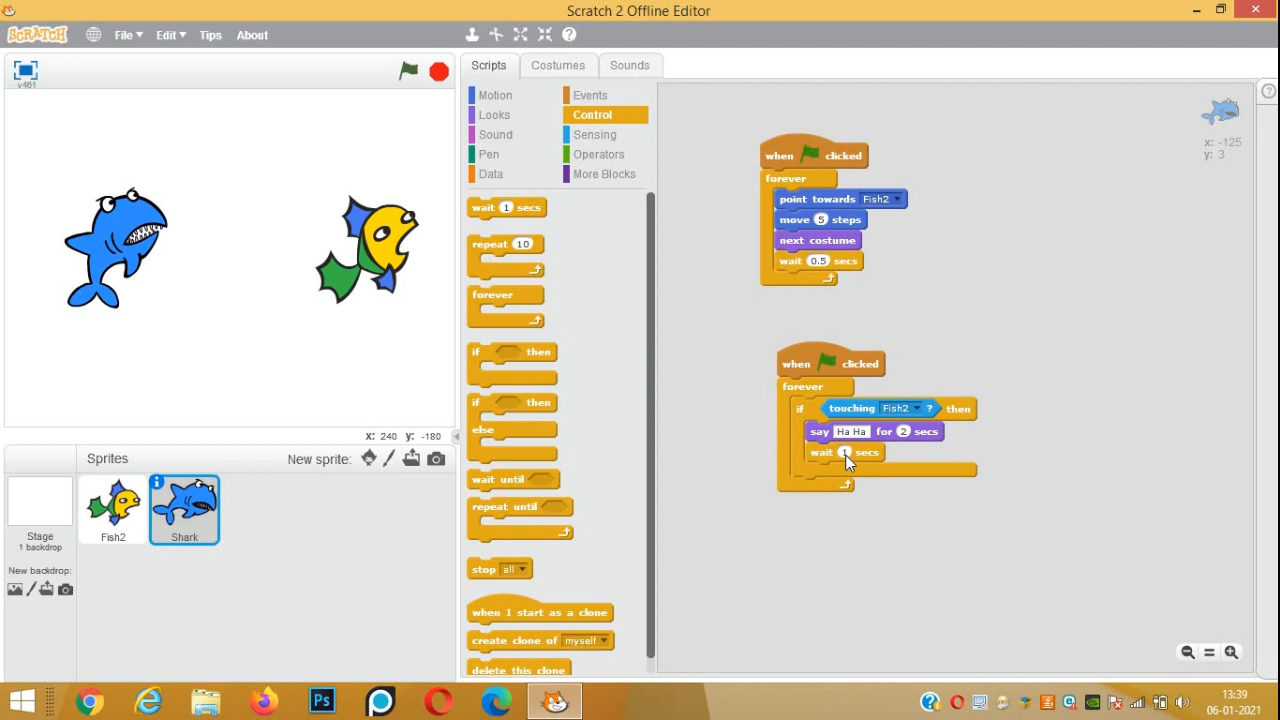 Scratch 2 Offline Editor
SCRATCH File Edit Tips About
v461
Scripts Costumes Sounds
Motion Events
Looks Control
Sound Sensing
Pen Operators
Data More Blocks
wait 1 secs
repeat 10
forever
if then
if then
else
wait until
repeat until
stop all
when I start as a clone
create clone of myself
delete this clone
x: -125
y: 3
when clicked
forever
point towards Fish2
move 5 steps
next costume
wait 0.5 secs
when clicked
forever
if touching Fish2 ? then
say Ha Ha for 2 secs
wait 1 secs
x: 240 y: -180
Sprites New sprite:
Stage
1 backdrop
New backdrop:
Fish2
Shark
Ps
13:39
06-01-2021